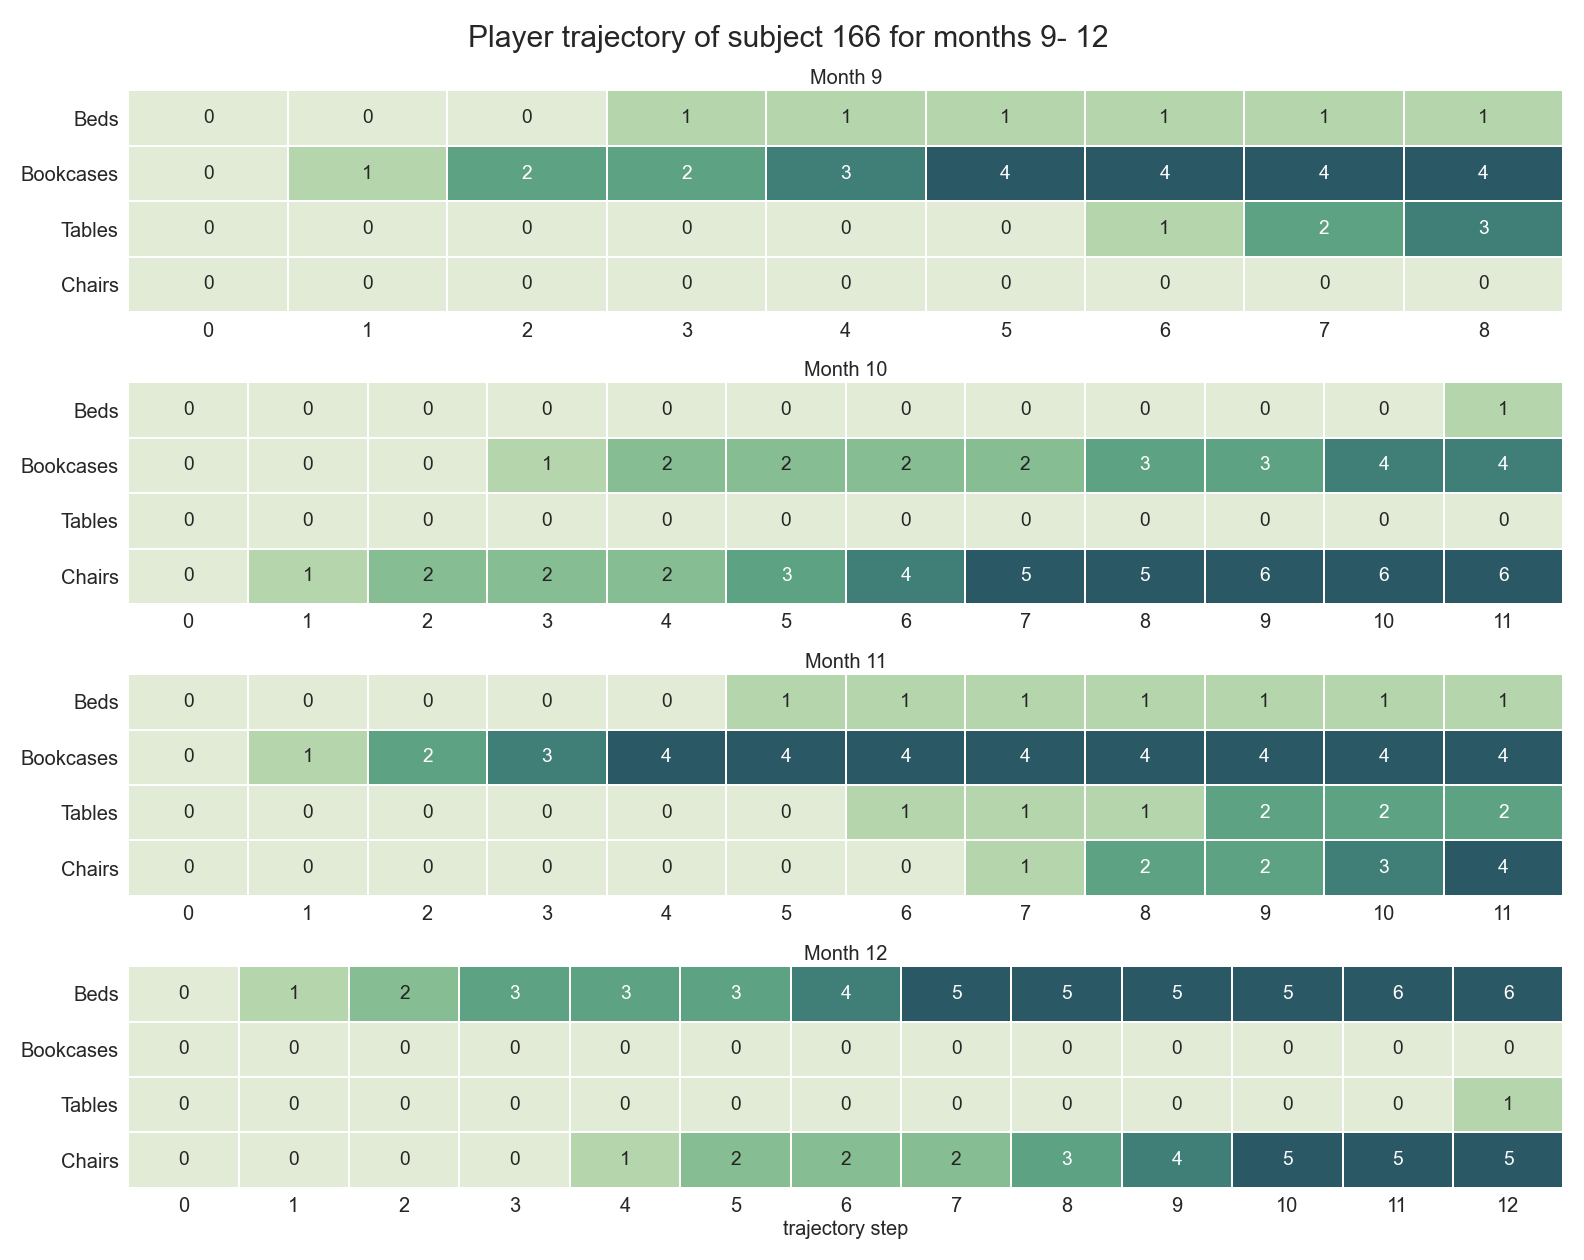 Player trajectory of subject 166 for months 9- 12
Month 9
Beds 0 0 0 1 1 1 1 1 1
Bookcases 0 1 2 2 3 4 4 4 4
Tables 0 0 0 0 0 0 1 2 3
Chairs 0 0 0 0 0 0 0 0 0
0 1 2 3 4 5 6 7 8
Month 10
Beds 0 0 0 0 0 0 0 0 0 0 0 1
Bookcases 0 0 0 1 2 2 2 2 3 3 4 4
Tables 0 0 0 0 0 0 0 0 0 0 0 0
Chairs 0 1 2 2 2 3 4 5 5 6 6 6
0 1 2 3 4 5 6 7 8 9 10 11
Month 11
Beds 0 0 0 0 0 1 1 1 1 1 1 1
Bookcases 0 1 2 3 4 4 4 4 4 4 4 4
Tables 0 0 0 0 0 0 1 1 1 2 2 2
Chairs 0 0 0 0 0 0 0 1 2 2 3 4
0 1 2 3 4 5 6 7 8 9 10 11
Month 12
Beds 0 1 2 3 3 3 4 5 5 5 5 6 6
Bookcases 0 0 0 0 0 0 0 0 0 0 0 0 0
Tables 0 0 0 0 0 0 0 0 0 0 0 0 1
Chairs 0 0 0 0 1 2 2 2 3 4 5 5 5
0 1 2 3 4 5 6 7 8 9 10 11 12
trajectory step